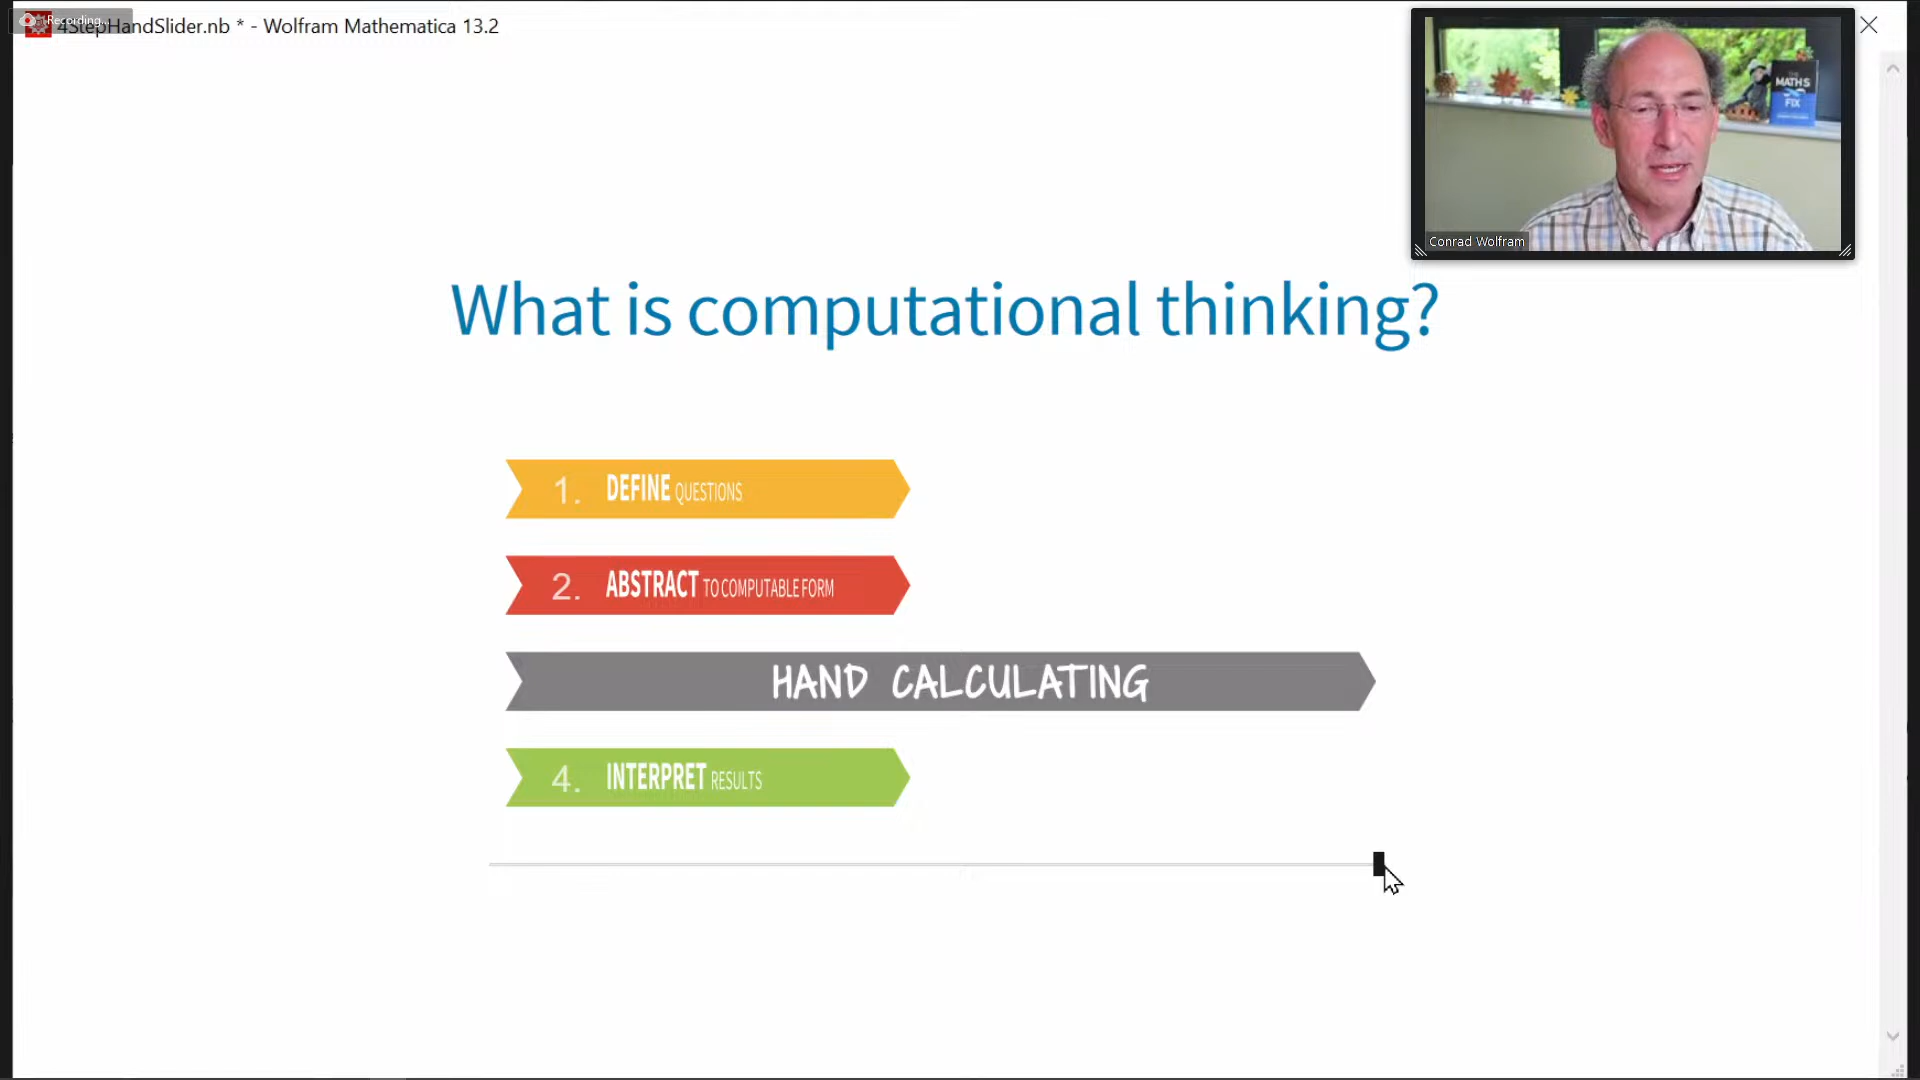 Recording...
4StepHandSlider.nb * - Wolfram Mathematica 13.2
THE
MATHS
FIX
Conrad Wolfram
What is computational thinking?
1. DEFINE QUESTIONS
2. ABSTRACT TO COMPUTABLE FORM
HAND CALCULATING
4. INTERPRET RESULTS